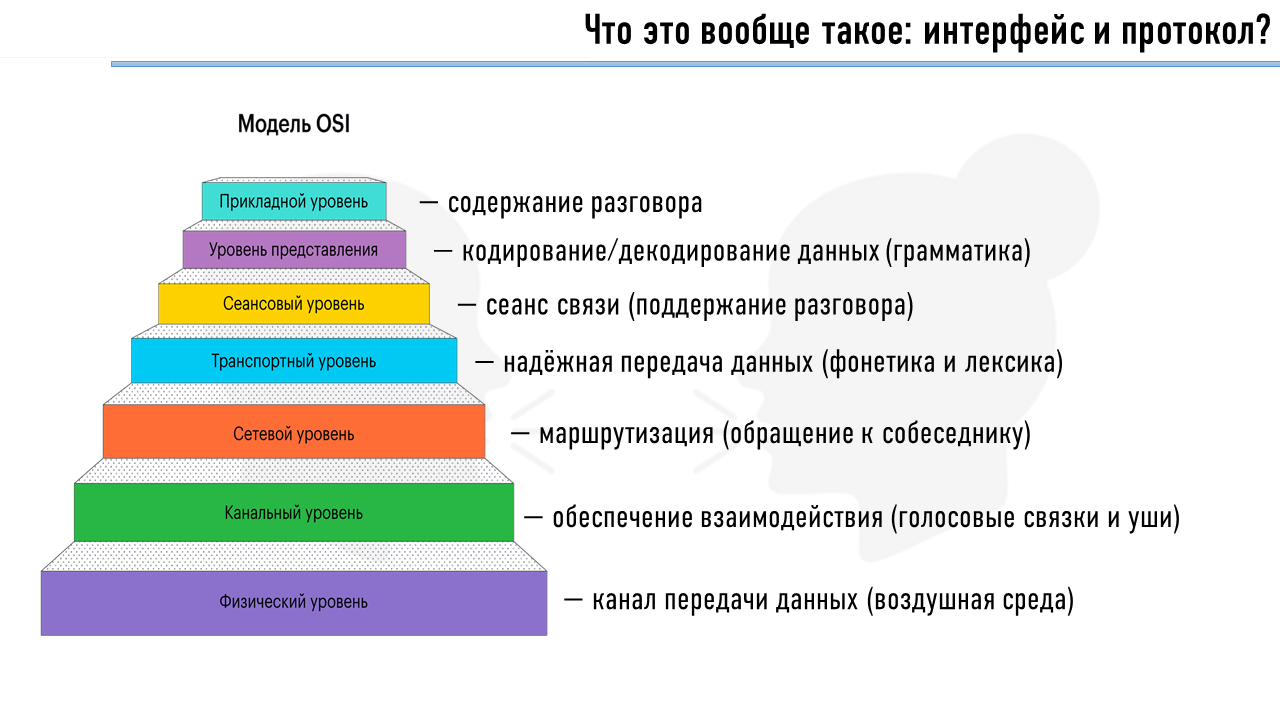 Что это вообще такое: интерфейс и протокол?
Модель OSI
Прикладной уровень — содержание разговора
Уровень представления — кодирование/декодирование данных (грамматика)
Сеансовый уровень — сеанс связи (поддержание разговора)
Транспортный уровень — надёжная передача данных (фонетика и лексика)
Сетевой уровень — маршрутизация (обращение к собеседнику)
Канальный уровень — обеспечение взаимодействия (голосовые связки и уши)
Физический уровень — канал передачи данных (воздушная среда)